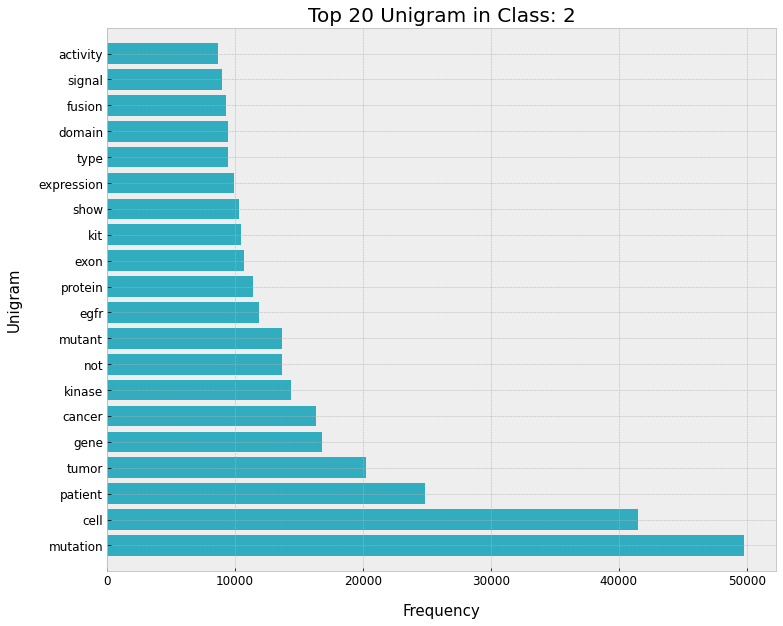 Top 20 Unigram in Class: 2
activity
signal
fusion
domain
type
expression
show
kit
exon
protein
egfr
mutant
not
kinase
cancer
gene
tumor
patient
cell
mutation
Unigram
0 10000 20000 30000 40000 50000
Frequency